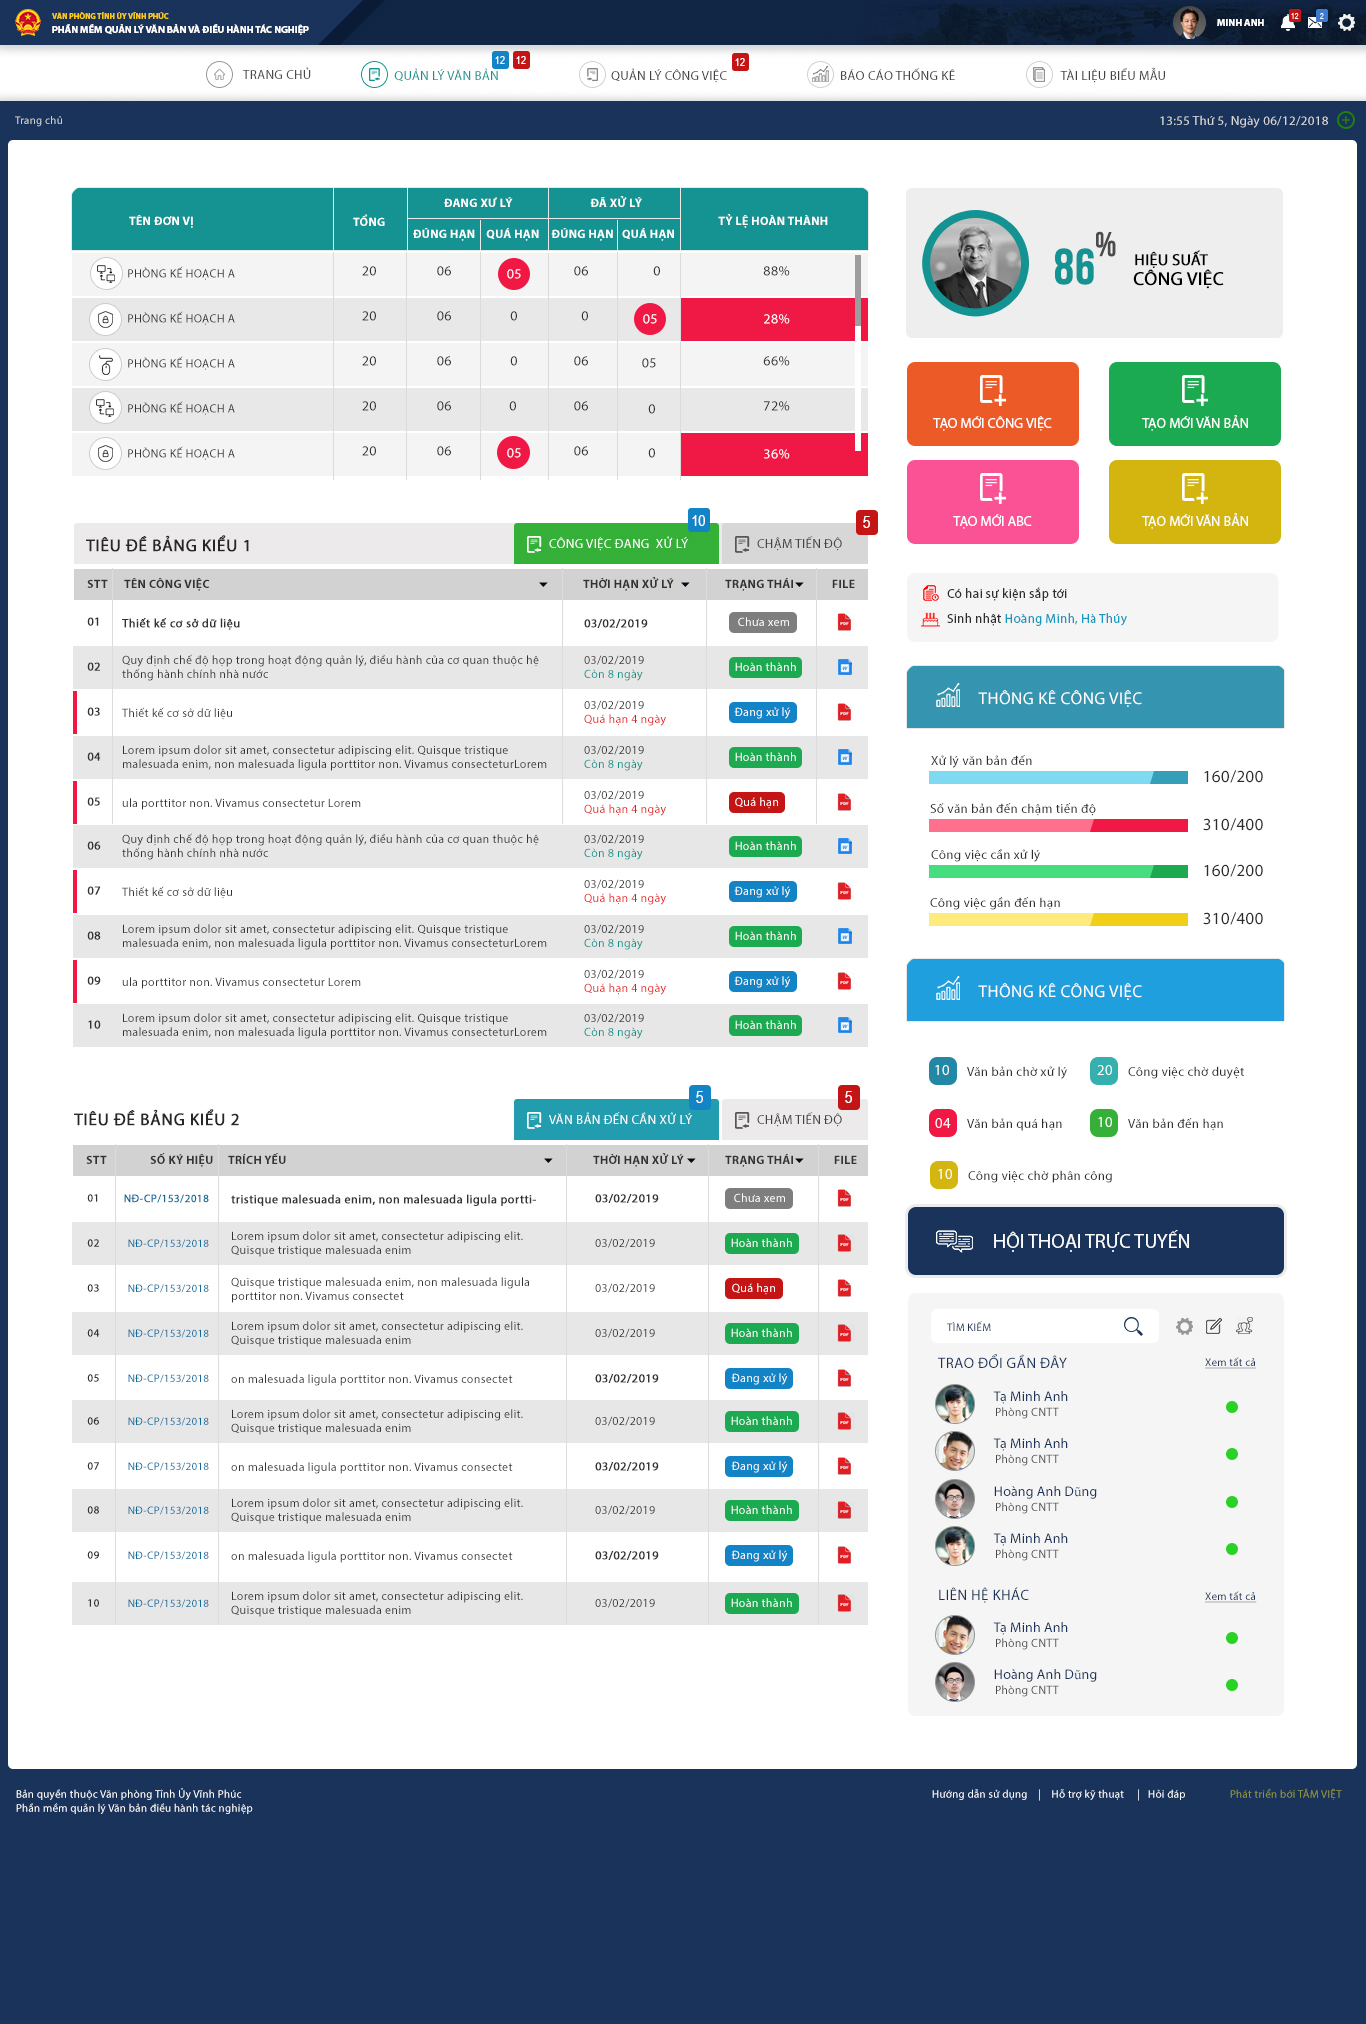 VĂN PHÒNG TỈNH ỦY VĨNH PHÚC
PHẦN MỀM QUẢN LÝ VĂN BẢN VÀ ĐIỀU HÀNH TÁC NGHIỆP
MINH ANH
12
2
TRANG CHỦ
QUẢN LÝ VĂN BẢN
12
12
QUẢN LÝ CÔNG VIỆC
12
BÁO CÁO THỐNG KÊ
TÀI LIỆU BIỂU MẪU
Trang chủ
13:55 Thứ 5, Ngày 06/12/2018
TÊN ĐƠN VỊ
TỔNG
ĐANG XƯ LÝ
ĐÃ XỬ LÝ
TỶ LỆ HOÀN THÀNH
ĐÚNG HẠN
QUÁ HẠN
ĐÚNG HẠN
QUÁ HẠN
PHÒNG KẾ HOẠCH A 20 06 05 06 0 88%
PHÒNG KẾ HOẠCH A 20 06 0 0 05 28%
PHÒNG KẾ HOẠCH A 20 06 0 06 05 66%
PHÒNG KẾ HOẠCH A 20 06 0 06 0 72%
PHÒNG KẾ HOẠCH A 20 06 05 06 0 36%
TIÊU ĐỀ BẢNG KIỂU 1
CÔNG VIỆC ĐANG XỬ LÝ
10
CHẬM TIẾN ĐỘ
5
STT TÊN CÔNG VIỆC THỜI HẠN XỬ LÝ TRẠNG THÁI FILE
01 Thiết kế cơ sở dữ liệu 03/02/2019 Chưa xem
02 Quy định chế độ họp trong hoạt động quản lý, điều hành của cơ quan thuộc hệ
thống hành chính nhà nước
03/02/2019
Còn 8 ngày
Hoàn thành
03 Thiết kế cơ sở dữ liệu
03/02/2019
Quá hạn 4 ngày
Đang xử lý
04 Lorem ipsum dolor sit amet, consectetur adipiscing elit. Quisque tristique
malesuada enim, non malesuada ligula porttitor non. Vivamus consecteturLorem
03/02/2019
Còn 8 ngày
Hoàn thành
05 ula porttitor non. Vivamus consectetur Lorem
03/02/2019
Quá hạn 4 ngày
Quá hạn
06 Quy định chế độ họp trong hoạt động quản lý, điều hành của cơ quan thuộc hệ
thống hành chính nhà nước
03/02/2019
Còn 8 ngày
Hoàn thành
07 Thiết kế cơ sở dữ liệu
03/02/2019
Quá hạn 4 ngày
Đang xử lý
08 Lorem ipsum dolor sit amet, consectetur adipiscing elit. Quisque tristique
malesuada enim, non malesuada ligula porttitor non. Vivamus consecteturLorem
03/02/2019
Còn 8 ngày
Hoàn thành
09 ula porttitor non. Vivamus consectetur Lorem
03/02/2019
Quá hạn 4 ngày
Đang xử lý
10 Lorem ipsum dolor sit amet, consectetur adipiscing elit. Quisque tristique
malesuada enim, non malesuada ligula porttitor non. Vivamus consecteturLorem
03/02/2019
Còn 8 ngày
Hoàn thành
TIÊU ĐỀ BẢNG KIỂU 2
VĂN BẢN ĐẾN CẦN XỬ LÝ
5
CHẬM TIẾN ĐỘ
5
STT SỐ KÝ HIỆU TRÍCH YẾU THỜI HẠN XỬ LÝ TRẠNG THÁI FILE
01 NĐ-CP/153/2018 tristique malesuada enim, non malesuada ligula portti- 03/02/2019 Chưa xem
02 NĐ-CP/153/2018 Lorem ipsum dolor sit amet, consectetur adipiscing elit.
Quisque tristique malesuada enim
03/02/2019 Hoàn thành
03 NĐ-CP/153/2018 Quisque tristique malesuada enim, non malesuada ligula
porttitor non. Vivamus consectet
03/02/2019 Quá hạn
04 NĐ-CP/153/2018 Lorem ipsum dolor sit amet, consectetur adipiscing elit.
Quisque tristique malesuada enim
03/02/2019 Hoàn thành
05 NĐ-CP/153/2018 on malesuada ligula porttitor non. Vivamus consectet 03/02/2019 Đang xử lý
06 NĐ-CP/153/2018 Lorem ipsum dolor sit amet, consectetur adipiscing elit.
Quisque tristique malesuada enim
03/02/2019 Hoàn thành
07 NĐ-CP/153/2018 on malesuada ligula porttitor non. Vivamus consectet 03/02/2019 Đang xử lý
08 NĐ-CP/153/2018 Lorem ipsum dolor sit amet, consectetur adipiscing elit.
Quisque tristique malesuada enim
03/02/2019 Hoàn thành
09 NĐ-CP/153/2018 on malesuada ligula porttitor non. Vivamus consectet 03/02/2019 Đang xử lý
10 NĐ-CP/153/2018 Lorem ipsum dolor sit amet, consectetur adipiscing elit.
Quisque tristique malesuada enim
03/02/2019 Hoàn thành
86%
HIỆU SUẤT
CÔNG VIỆC
TẠO MỚI CÔNG VIỆC
TẠO MỚI VĂN BẢN
TẠO MỚI ABC
TẠO MỚI VĂN BẢN
Có hai sự kiện sắp tới
Sinh nhật Hoàng Minh, Hà Thúy
THÔNG KÊ CÔNG VIỆC
Xử lý văn bản đến
160/200
Số văn bản đến chậm tiến độ
310/400
Công việc cần xử lý
160/200
Công việc gần đến hạn
310/400
THÔNG KÊ CÔNG VIỆC
10 Văn bản chờ xử lý
20 Công việc chờ duyệt
04 Văn bản quá hạn
10 Văn bản đến hạn
10 Công việc chờ phân công
HỘI THOẠI TRỰC TUYẾN
TÌM KIẾM
TRAO ĐỔI GẦN ĐÂY
Xem tất cả
Tạ Minh Anh
Phòng CNTT
Tạ Minh Anh
Phòng CNTT
Hoàng Anh Dũng
Phòng CNTT
Tạ Minh Anh
Phòng CNTT
LIÊN HỆ KHÁC
Xem tất cả
Tạ Minh Anh
Phòng CNTT
Hoàng Anh Dũng
Phòng CNTT
Bản quyền thuộc Văn phòng Tỉnh Ủy Vĩnh Phúc
Phần mềm quản lý Văn bản điều hành tác nghiệp
Hướng dẫn sử dụng | Hỗ trợ kỹ thuật | Hỏi đáp
Phát triển bới TÂM VIỆT